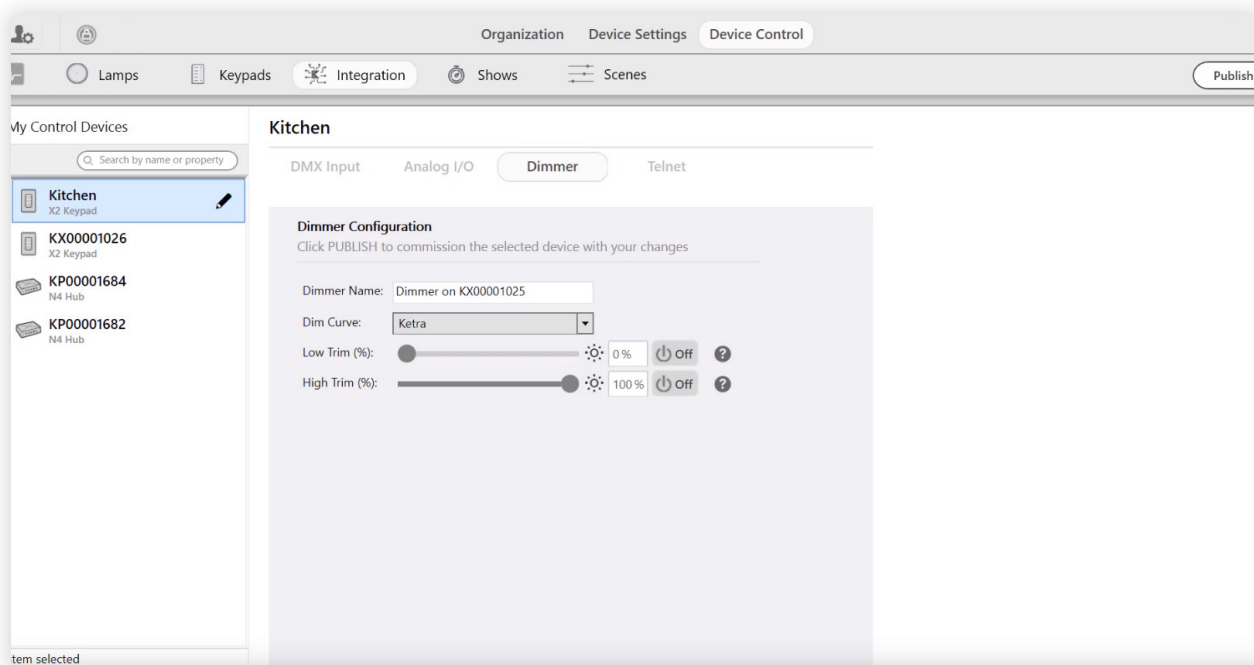 Organization Device Settings Device Control
Lamps Keypads Integration Shows Scenes Publish
My Control Devices
Search by name or property
Kitchen
X2 Keypad
KX00001026
X2 Keypad
KP00001684
N4 Hub
KP00001682
N4 Hub
tem selected
Kitchen
DMX Input Analog I/O Dimmer Telnet
Dimmer Configuration
Click PUBLISH to commission the selected device with your changes
Dimmer Name: Dimmer on KX00001025
Dim Curve: Ketra
Low Trim (%): 0 % Off ?
High Trim (%): 100 % Off ?